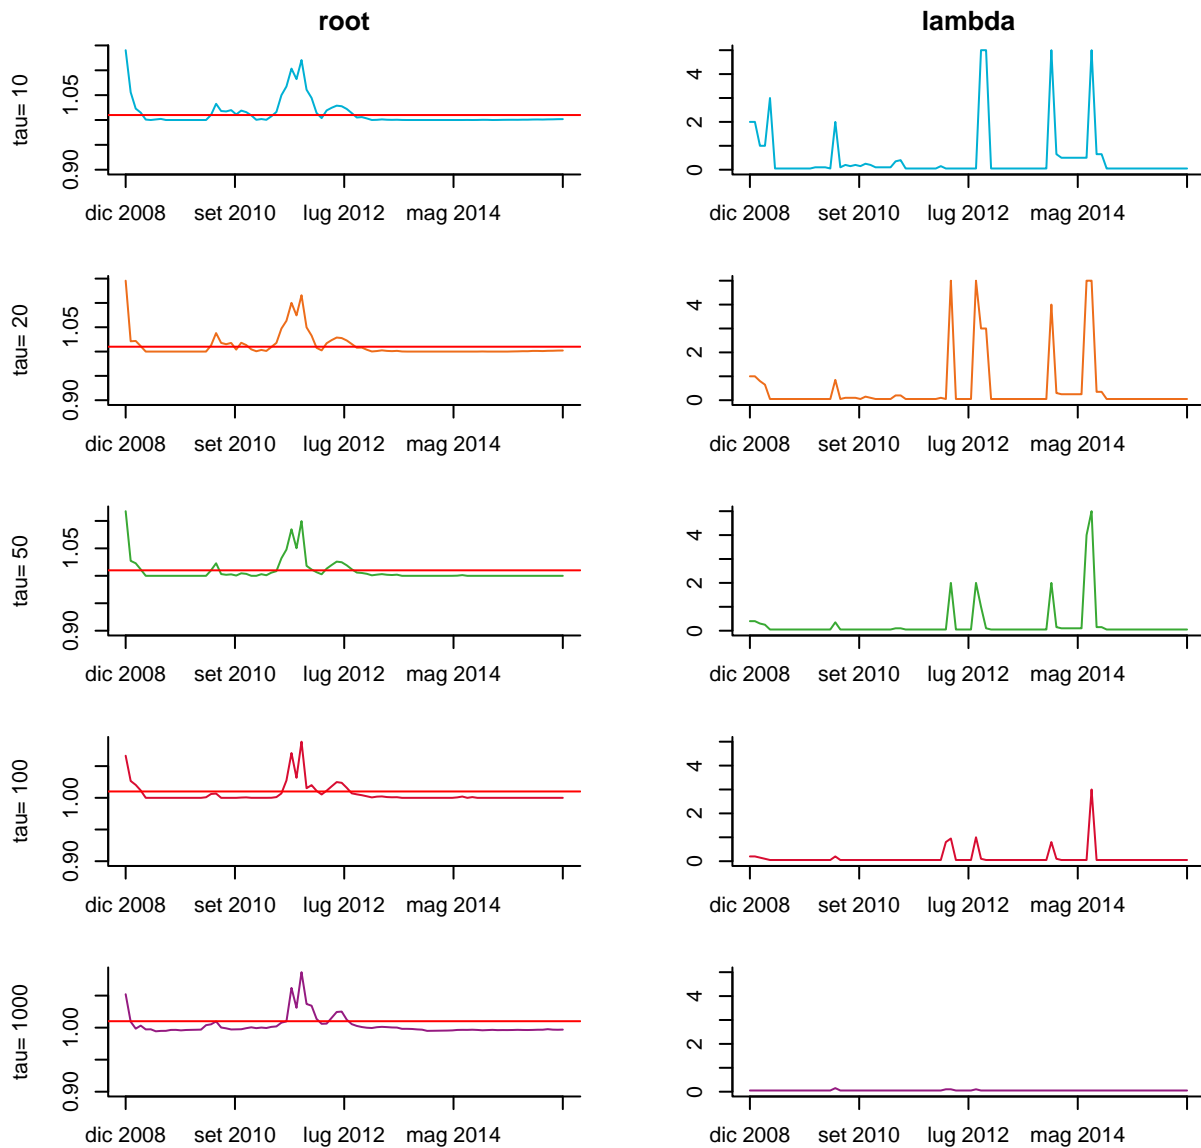 root
lambda
tau= 10
0.90 1.05
dic 2008 set 2010 lug 2012 mag 2014
0 2 4
dic 2008 set 2010 lug 2012 mag 2014
tau= 20
0.90 1.05
dic 2008 set 2010 lug 2012 mag 2014
0 2 4
dic 2008 set 2010 lug 2012 mag 2014
tau= 50
0.90 1.05
dic 2008 set 2010 lug 2012 mag 2014
0 2 4
dic 2008 set 2010 lug 2012 mag 2014
tau= 100
0.90 1.00
dic 2008 set 2010 lug 2012 mag 2014
0 2 4
dic 2008 set 2010 lug 2012 mag 2014
tau= 1000
0.90 1.00
dic 2008 set 2010 lug 2012 mag 2014
0 2 4
dic 2008 set 2010 lug 2012 mag 2014